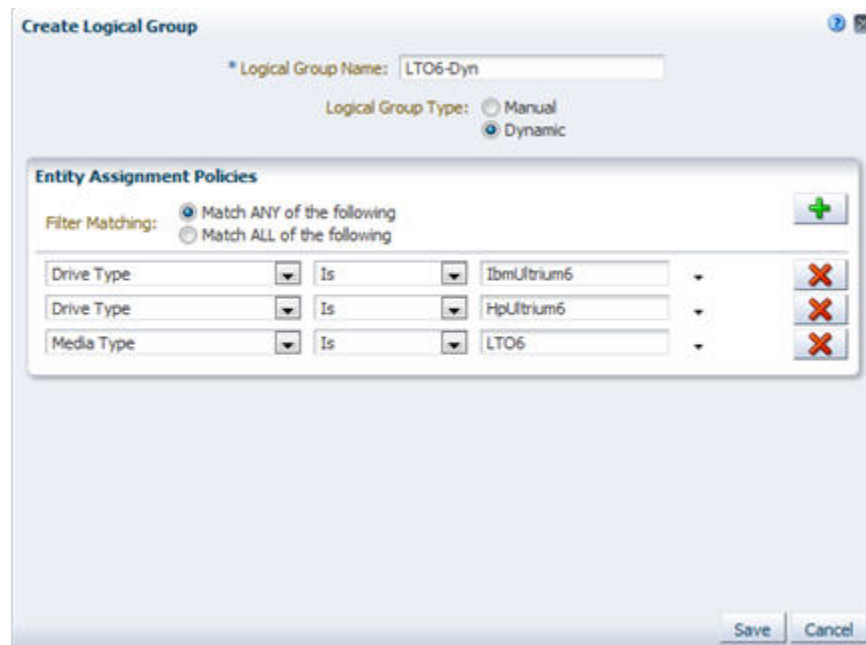 Create Logical Group
* Logical Group Name: LTO6-Dyn
Logical Group Type: Manual
Dynamic
Entity Assignment Policies
Filter Matching: Match ANY of the following
Match ALL of the following
Drive Type Is IbmUltrium6
Drive Type Is HpUltrium6
Media Type Is LTO6
Save Cancel